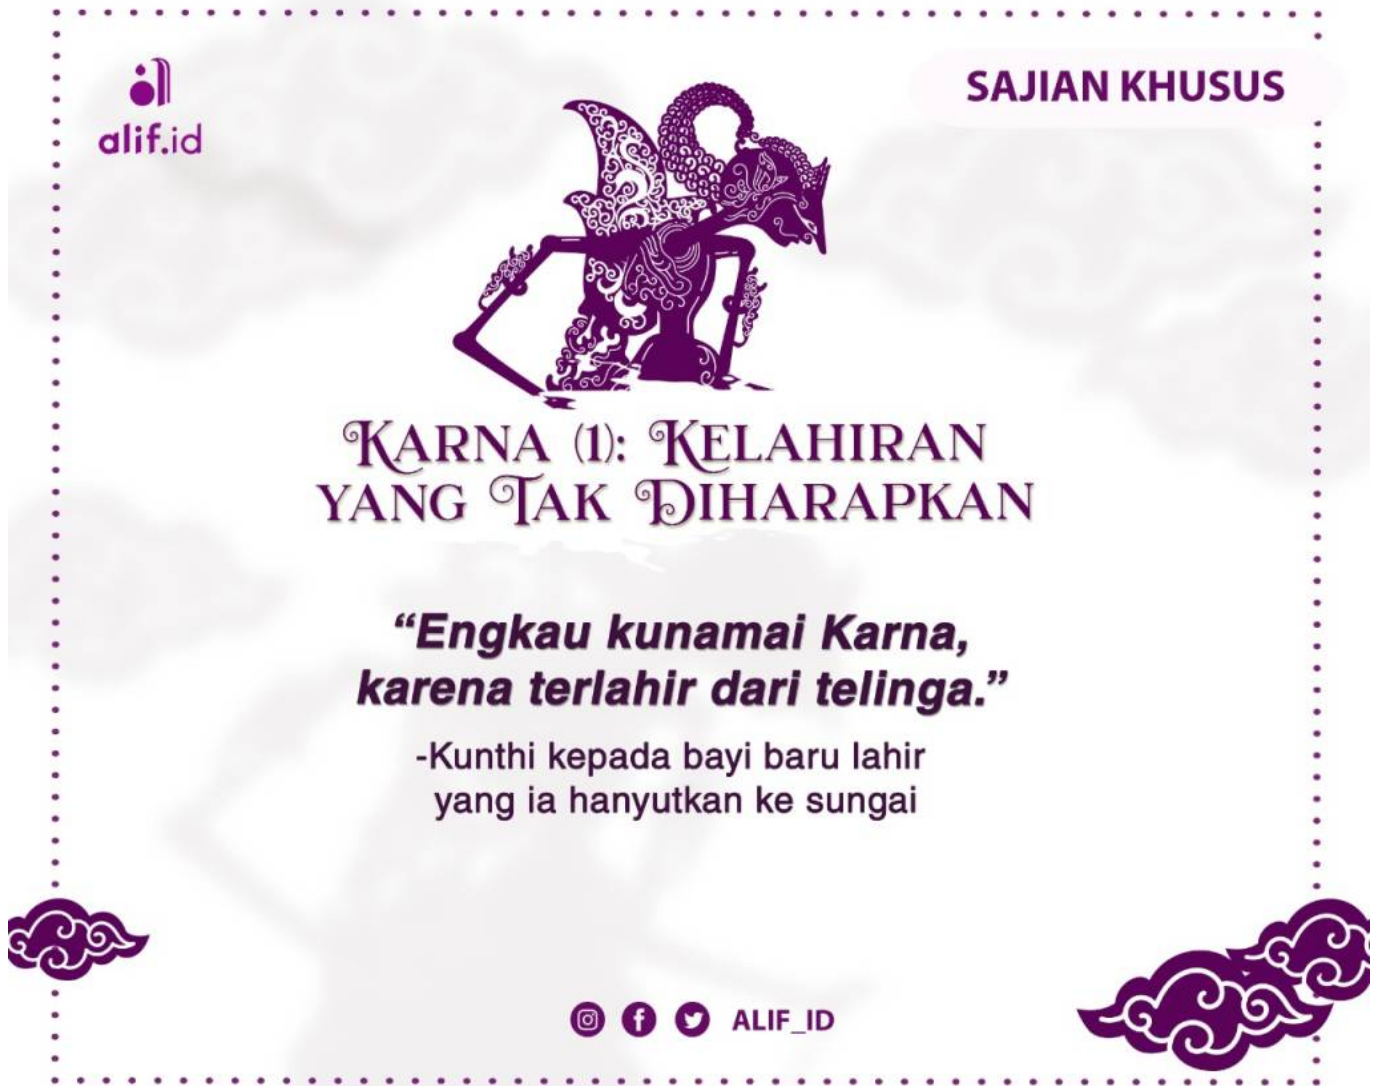 alif.id
SAJIAN KHUSUS
KARNA (1): KELAHIRAN
YANG TAK DIHARAPKAN
“Engkau kunamai Karna,
karena terlahir dari telinga.”
-Kunthi kepada bayi baru lahir
yang ia hanyutkan ke sungai
ALIF_ID